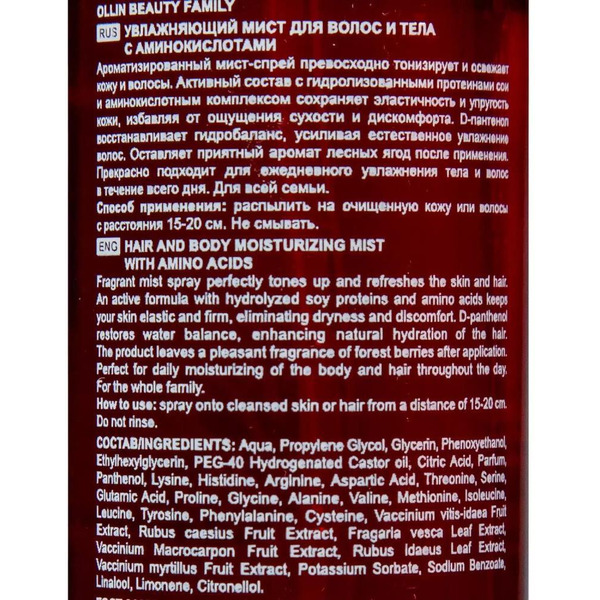 OLLIN BEAUTY FAMILY
RUS УВЛАЖНЯЮЩИЙ МИСТ ДЛЯ ВОЛОС И ТЕЛА
С АМИНОКИСЛОТАМИ
Ароматизированный мист-спрей превосходно тонизирует и освежает
кожу и волосы. Активный состав с гидролизованными протеинами сои
и аминокислотным комплексом сохраняет эластичность и упругость
кожи, избавляя от ощущения сухости и дискомфорта. D-пантенол
восстанавливает гидробаланс, усиливая естественное увлажнение
волос. Оставляет приятный аромат лесных ягод после применения.
Прекрасно подходит для ежедневного увлажнения тела и волос
в течение всего дня. Для всей семьи.
Способ применения: распылить на очищенную кожу или волосы
с расстояния 15-20 см. Не смывать.
ENG HAIR AND BODY MOISTURIZING MIST
WITH AMINO ACIDS
Fragrant mist spray perfectly tones up and refreshes the skin and hair.
An active formula with hydrolyzed soy proteins and amino acids keeps
your skin elastic and firm, eliminating dryness and discomfort. D-panthenol
restores water balance, enhancing natural hydration of the hair.
The product leaves a pleasant fragrance of forest berries after application.
Perfect for daily moisturizing of the body and hair throughout the day.
For the whole family.
How to use: spray onto cleansed skin or hair from a distance of 15-20 cm.
Do not rinse.
СОСТАВ/INGREDIENTS: Aqua, Propylene Glycol, Glycerin, Phenoxyethanol,
Ethylhexylglycerin, PEG-40 Hydrogenated Castor oil, Citric Acid, Parfum,
Panthenol, Lysine, Histidine, Arginine, Aspartic Acid, Threonine, Serine,
Glutamic Acid, Proline, Glycine, Alanine, Valine, Methionine, Isoleucine,
Leucine, Tyrosine, Phenylalanine, Cysteine, Vaccinium vitis-idaea Fruit
Extract, Rubus caesius Fruit Extract, Fragaria vesca Leaf Extract,
Vaccinium Macrocarpon Fruit Extract, Rubus Idaeus Leaf Extract,
Vaccinium myrtillus Fruit Extract, Potassium Sorbate, Sodium Benzoate,
Linalool, Limonene, Citronellol.